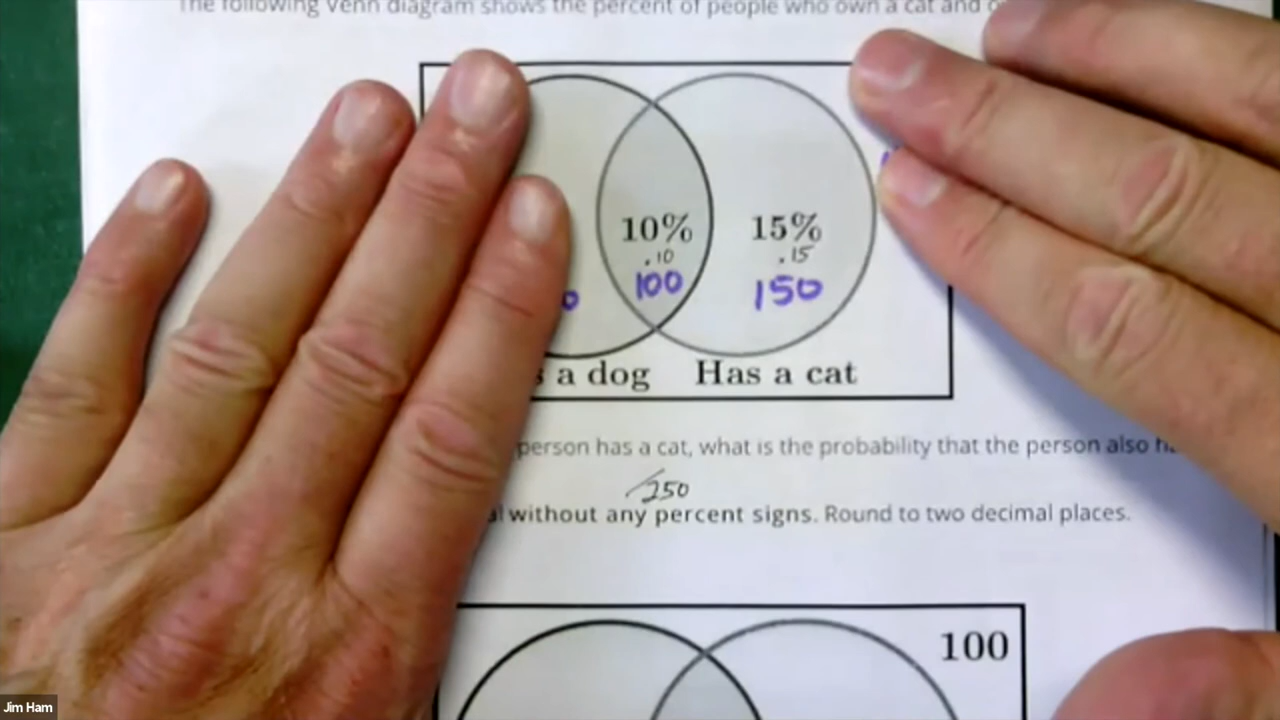 The following Venn diagram shows the percent of people who own a cat and
10% 15%
.10 .15
100 150
a dog Has a cat
person has a cat, what is the probability that the person also
/250
without any percent signs. Round to two decimal places.
100
Jim Ham